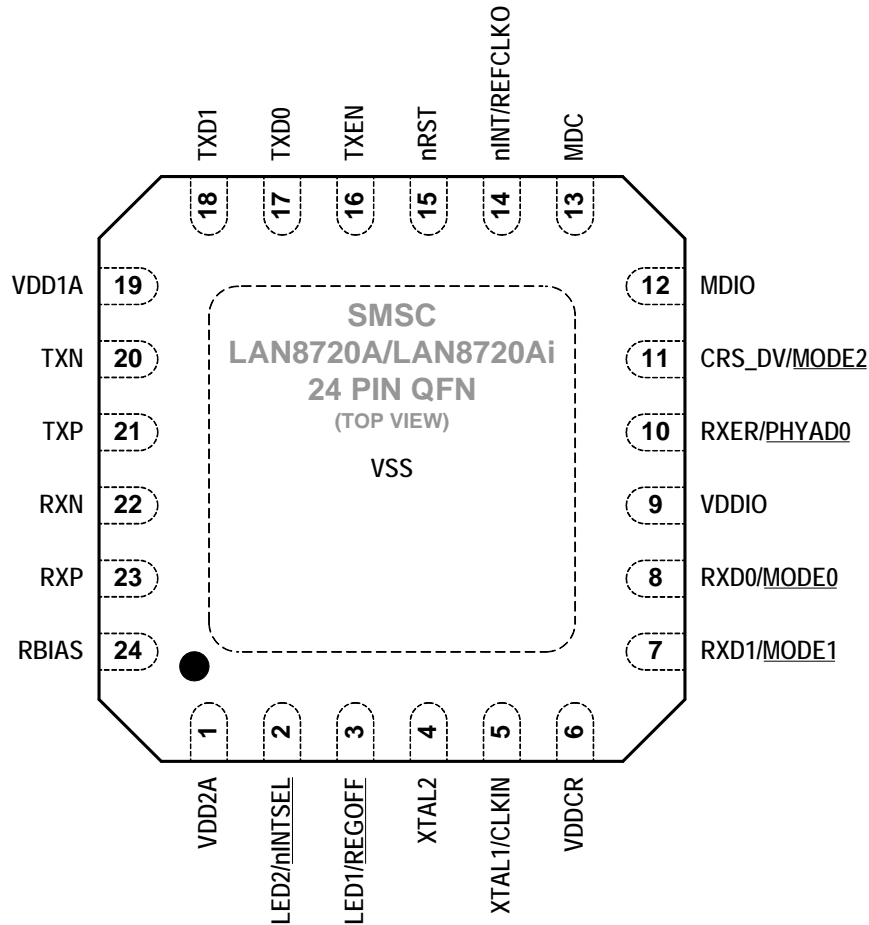 TXD1
TXD0
TXEN
nRST
nINT/REFCLKO
MDC
18
17
16
15
14
13
VDD1A 19
TXN 20
TXP 21
RXN 22
RXP 23
RBIAS 24
SMSC
LAN8720A/LAN8720Ai
24 PIN QFN
(TOP VIEW)
VSS
12 MDIO
11 CRS_DV/MODE2
10 RXER/PHYAD0
9 VDDIO
8 RXD0/MODE0
7 RXD1/MODE1
1
2
3
4
5
6
VDD2A
LED2/nINTSEL
LED1/REGOFF
XTAL2
XTAL1/CLKIN
VDDCR